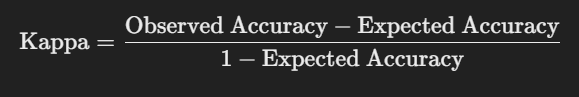 Kappa = Observed Accuracy − Expected Accuracy
1 − Expected Accuracy